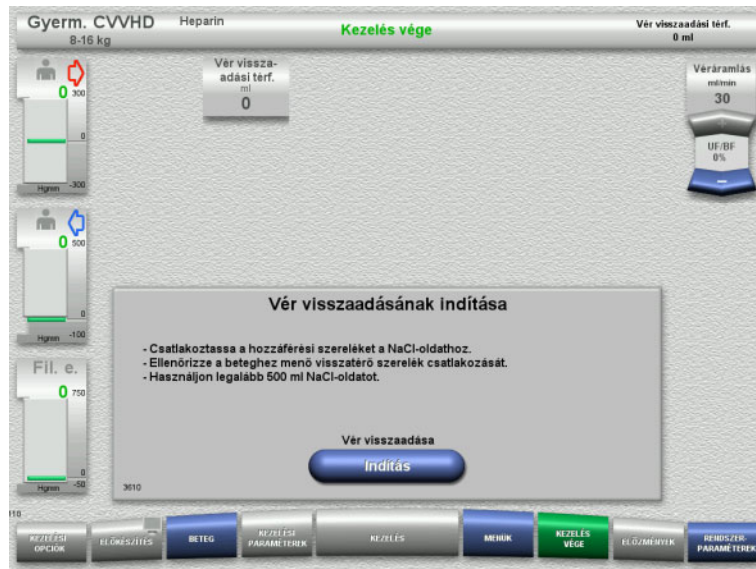 Gyerm. CVVHD
8-16 kg
Heparin
Kezelés vége
Vér visszaadási térf.
0 ml
300
0
0
-300
Hgmm
Vér vissza-
adási térf.
ml
0
Véráramlás
ml/min
30
+
UF/BF
0%
−
500
0
0
-100
Hgmm
Fil. e.
750
0
0
-50
Hgmm
Vér visszaadásának indítása
- Csatlakoztassa a hozzáférési szereléket a NaCl-oldathoz.
- Ellenőrizze a beteghez menő visszatérő szerelék csatlakozását.
- Használjon legalább 500 ml NaCl-oldatot.
Vér visszaadása
Indítás
3610
10
KEZELÉSI
OPCIÓK
ELŐKÉSZÍTÉS
BETEG
KEZELÉSI
PARAMÉTEREK
KEZELÉS
MENÜK
KEZELÉS
VÉGE
ELŐZMÉNYEK
RENDSZER-
PARAMÉTEREK